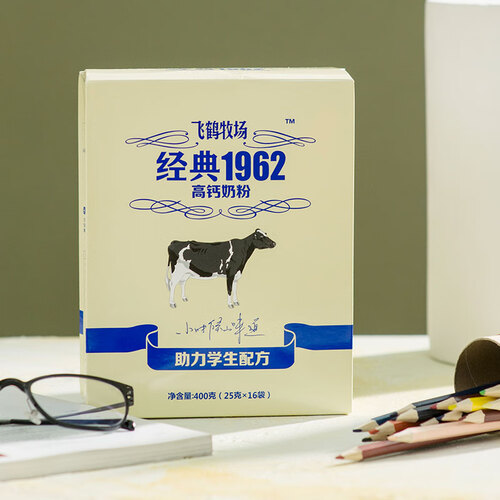 飞鹤牧场 ™
经典1962
高钙奶粉
小时候的味道
助力学生配方
净含量:400克(25克×16袋)